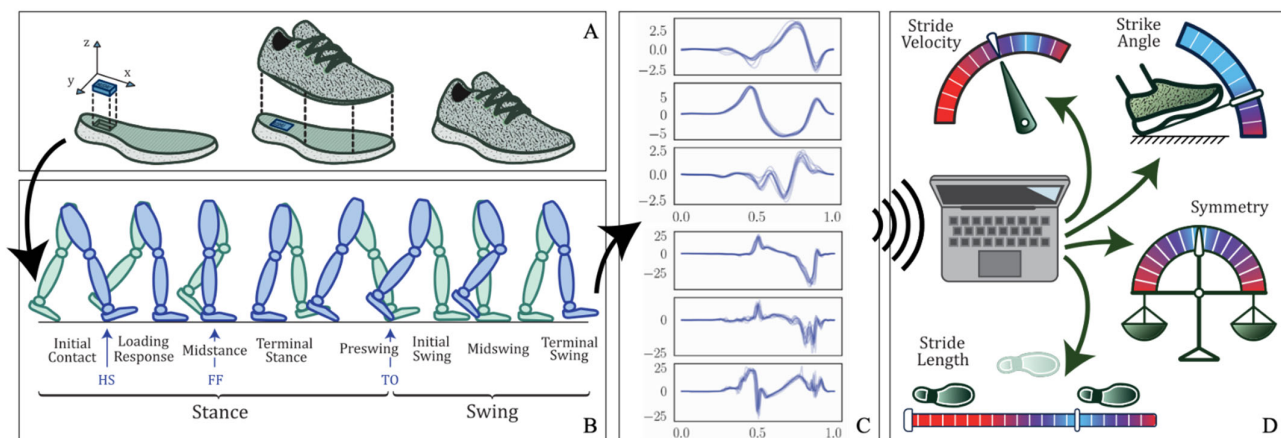 A
z
y
x
Initial
Contact
Loading
Response
Midstance
Terminal
Stance
Preswing
Initial
Swing
Midswing
Terminal
Swing
HS
FF
TO
Stance
Swing
B
2.5
0.0
−2.5
5
0
−5
2.5
0.0
−2.5
0.0
0.5
1.0
25
0
−50
25
0
−25
25
0
−25
0.0
0.5
1.0
C
Stride
Velocity
Strike
Angle
Symmetry
Stride
Length
D